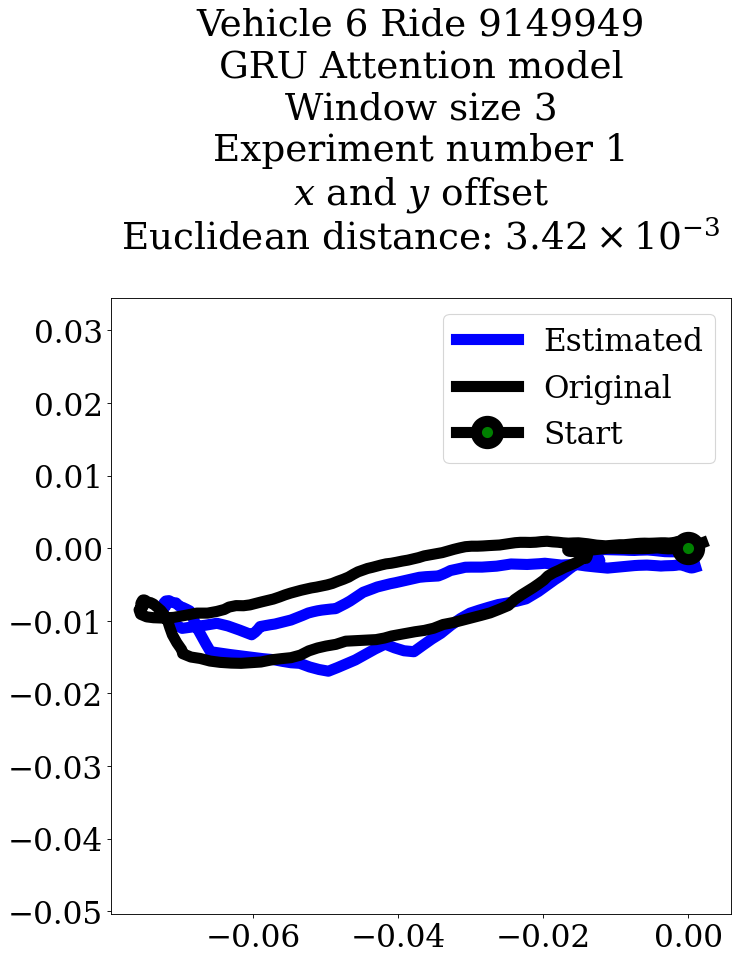 Vehicle 6 Ride 9149949
GRU Attention model
Window size 3
Experiment number 1
x and y offset
Euclidean distance: 3.42 × 10⁻³
Estimated
Original
Start
0.03
0.02
0.01
0.00
−0.01
−0.02
−0.03
−0.04
−0.05
−0.06 −0.04 −0.02 0.00